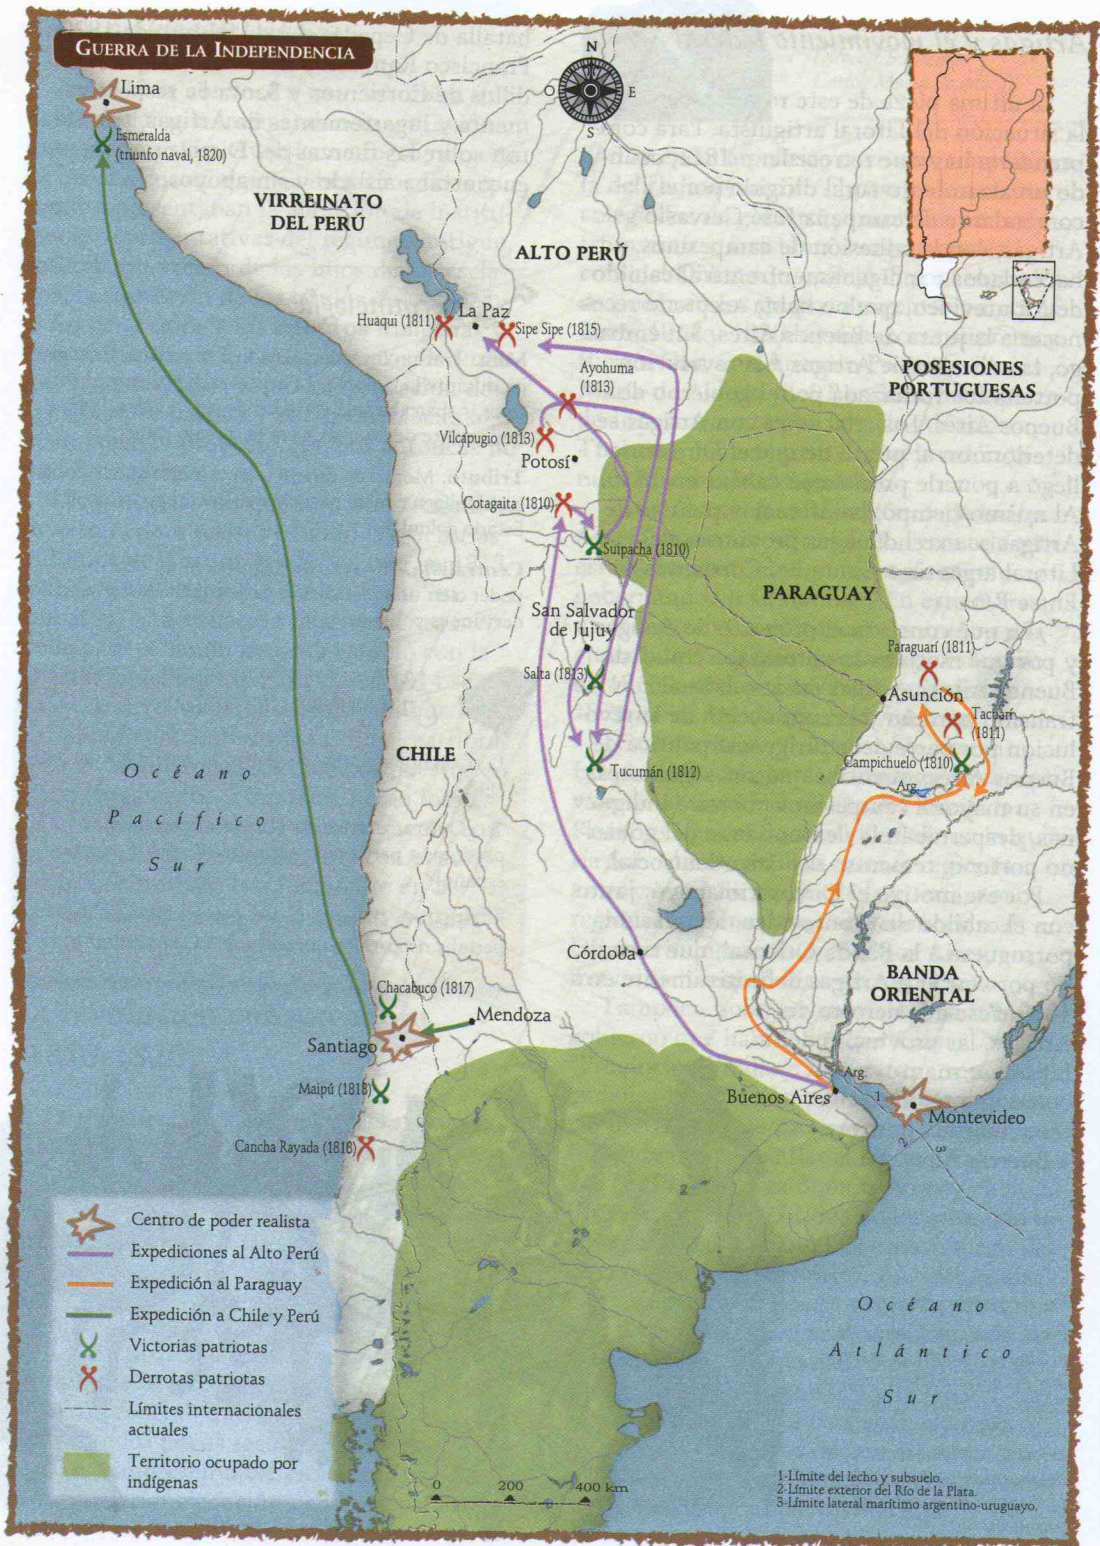 GUERRA DE LA INDEPENDENCIA
N
O
E
S
Lima
Esmeralda
(triunfo naval, 1820)
VIRREINATO
DEL PERÚ
ALTO PERÚ
Huaqui (1811)
La Paz
Sipe Sipe (1815)
Ayohuma
(1813)
POSESIONES
PORTUGUESAS
Vilcapugio (1813)
Potosí
Cotagaita (1810)
Suipacha (1810)
PARAGUAY
San Salvador
de Jujuy
Paraguarí (1811)
Salta (1813)
Asunción
Tacuarí
(1811)
CHILE
Tucumán (1812)
Campichuelo (1810)
Arg.
Océano
Pacífico
Sur
Córdoba
BANDA
ORIENTAL
Chacabuco (1817)
Mendoza
Santiago
Arg.
Maipú (1818)
Buenos Aires
1
Montevideo
2
3
Cancha Rayada (1818)
Centro de poder realista
Expediciones al Alto Perú
Expedición al Paraguay
Expedición a Chile y Perú
Victorias patriotas
Derrotas patriotas
Límites internacionales
actuales
Territorio ocupado por
indígenas
Océano
Atlántico
Sur
0 200 400 km
1-Límite del lecho y subsuelo.
2-Límite exterior del Río de la Plata.
3-Límite lateral marítimo argentino-uruguayo.